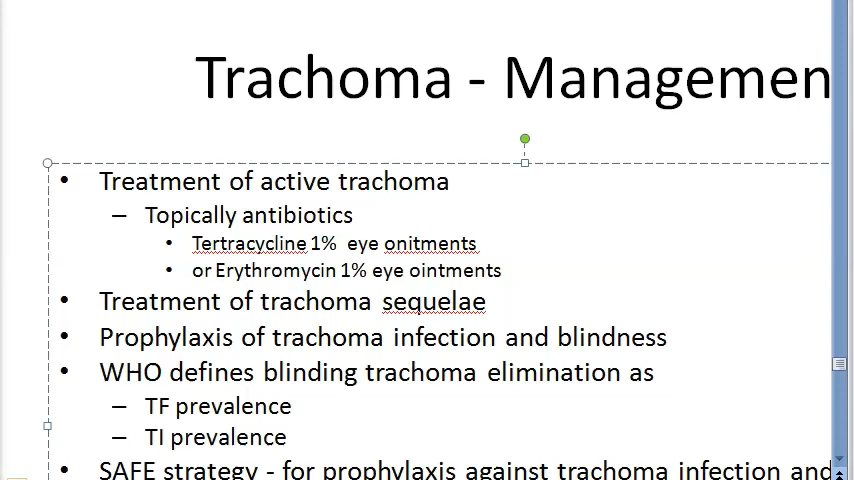 Trachoma - Managemen
• Treatment of active trachoma
– Topically antibiotics
• Tertracycline 1% eye onitments
• or Erythromycin 1% eye ointments
• Treatment of trachoma sequelae
• Prophylaxis of trachoma infection and blindness
• WHO defines blinding trachoma elimination as
– TF prevalence
– TI prevalence
• SAFE strategy - for prophylaxis against trachoma infection and